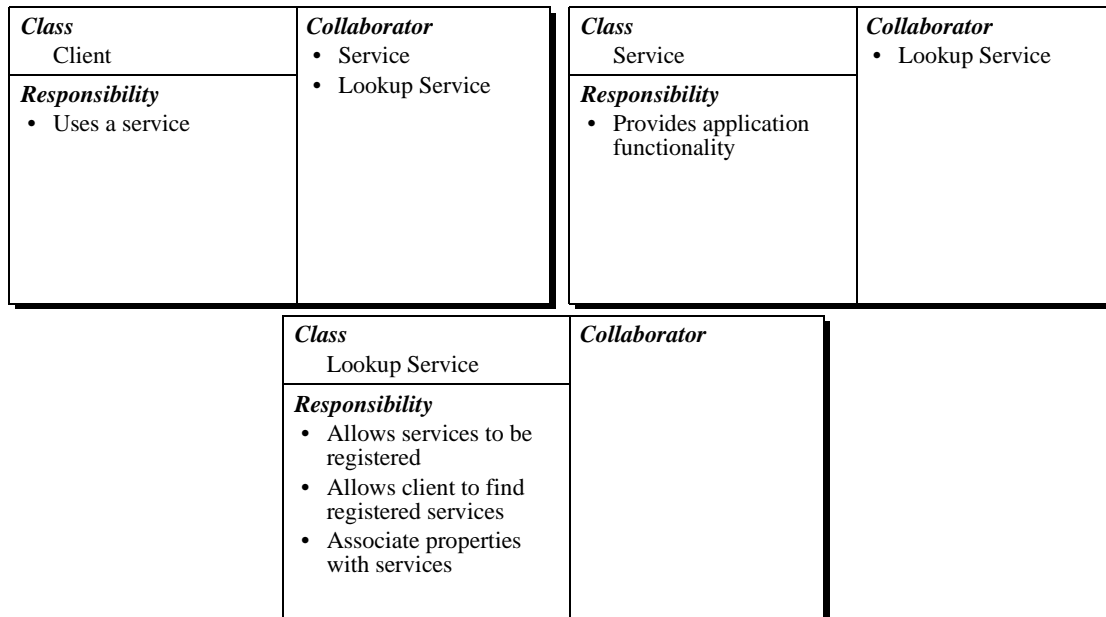 Class
Client
Responsibility
• Uses a service
Collaborator
• Service
• Lookup Service
Class
Service
Responsibility
• Provides application
functionality
Collaborator
• Lookup Service
Class
Lookup Service
Responsibility
• Allows services to be
registered
• Allows client to find
registered services
• Associate properties
with services
Collaborator